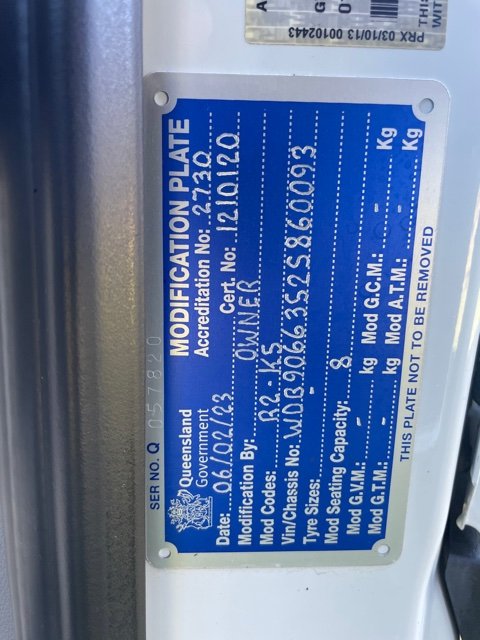 PRX 03/10/13 00102443
SER NO. Q 057820
Queensland Government
MODIFICATION PLATE
Accreditation No: 2730
Date: 06/02/23 Cert. No: 1210120
Modification By: OWNER
Mod Codes: R2-K5
Vin/Chassis No: WDB9066352S860093
Tyre Sizes: -
Mod Seating Capacity: 8
Mod G.V.M.: - kg Mod G.C.M.: - Kg
Mod G.T.M.: - kg Mod A.T.M.: - Kg
THIS PLATE NOT TO BE REMOVED